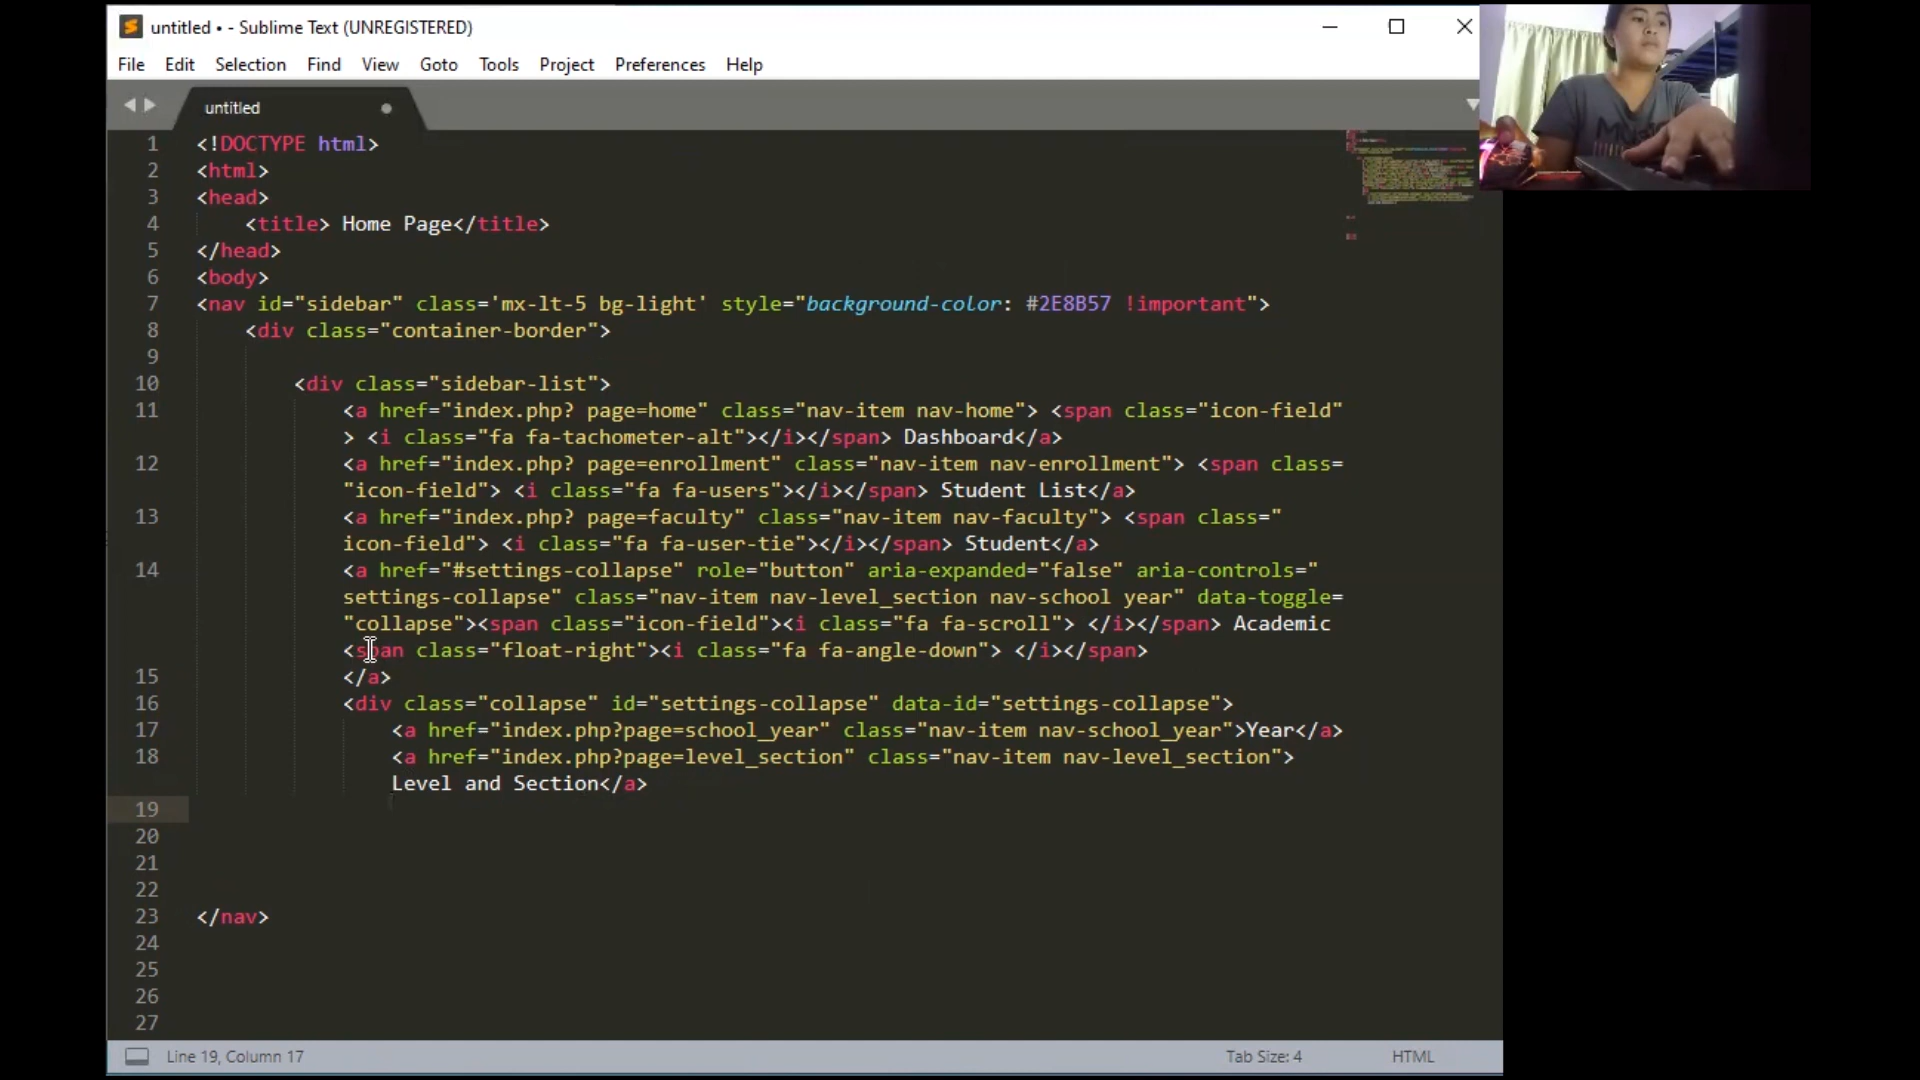 untitled • - Sublime Text (UNREGISTERED)
File Edit Selection Find View Goto Tools Project Preferences Help
untitled
1 <!DOCTYPE html>
2 <html>
3 <head>
4 <title> Home Page</title>
5 </head>
6 <body>
7 <nav id="sidebar" class='mx-lt-5 bg-light' style="background-color: #2E8B57 !important">
8 <div class="container-border">
9
10 <div class="sidebar-list">
11 <a href="index.php? page=home" class="nav-item nav-home"> <span class="icon-field"
> <i class="fa fa-tachometer-alt"></i></span> Dashboard</a>
12 <a href="index.php? page=enrollment" class="nav-item nav-enrollment"> <span class=
"icon-field"> <i class="fa fa-users"></i></span> Student List</a>
13 <a href="index.php? page=faculty" class="nav-item nav-faculty"> <span class="
icon-field"> <i class="fa fa-user-tie"></i></span> Student</a>
14 <a href="#settings-collapse" role="button" aria-expanded="false" aria-controls="
settings-collapse" class="nav-item nav-level_section nav-school year" data-toggle=
"collapse"><span class="icon-field"><i class="fa fa-scroll"> </i></span> Academic
<span class="float-right"><i class="fa fa-angle-down"> </i></span>
15 </a>
16 <div class="collapse" id="settings-collapse" data-id="settings-collapse">
17 <a href="index.php?page=school_year" class="nav-item nav-school_year">Year</a>
18 <a href="index.php?page=level_section" class="nav-item nav-level_section">
Level and Section</a>
19
20
21
22
23 </nav>
24
25
26
27
Line 19, Column 17 Tab Size: 4 HTML